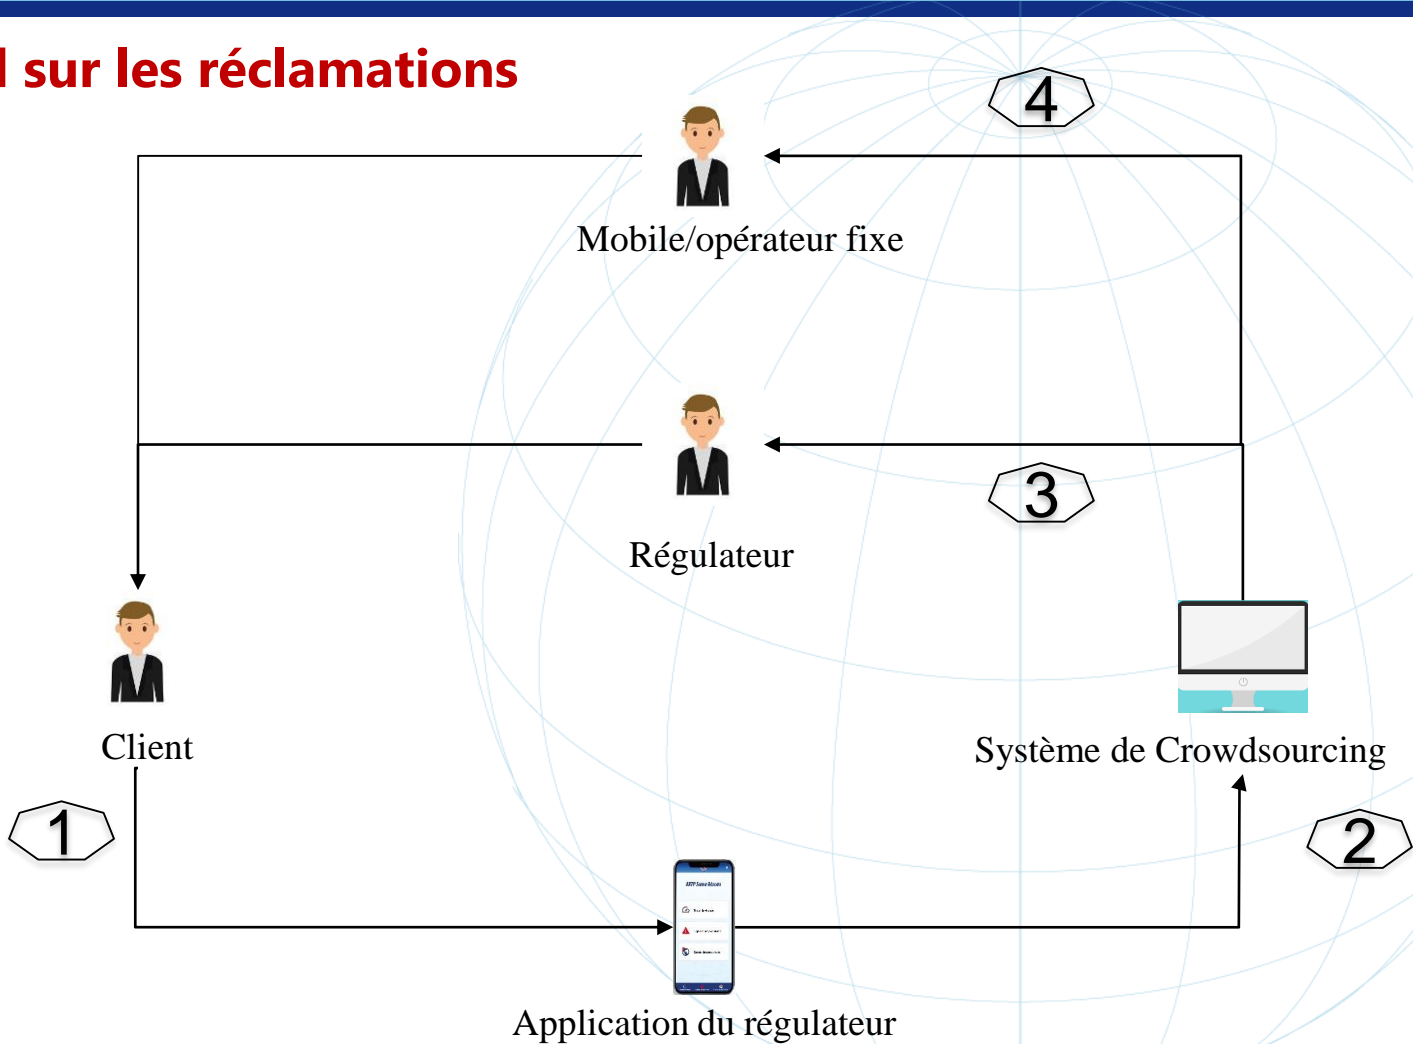 sur les réclamations
4
Mobile/opérateur fixe
3
Régulateur
Client
Système de Crowdsourcing
1
2
Application du régulateur